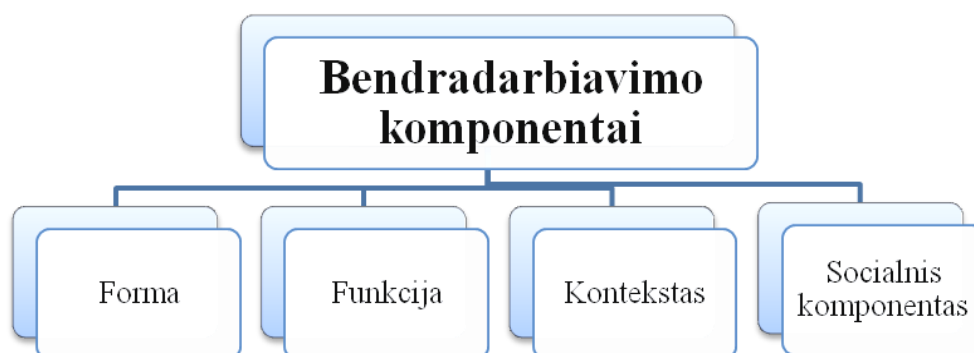 Bendradarbiavimo
komponentai
Forma
Funkcija
Kontekstas
Socialnis
komponentas